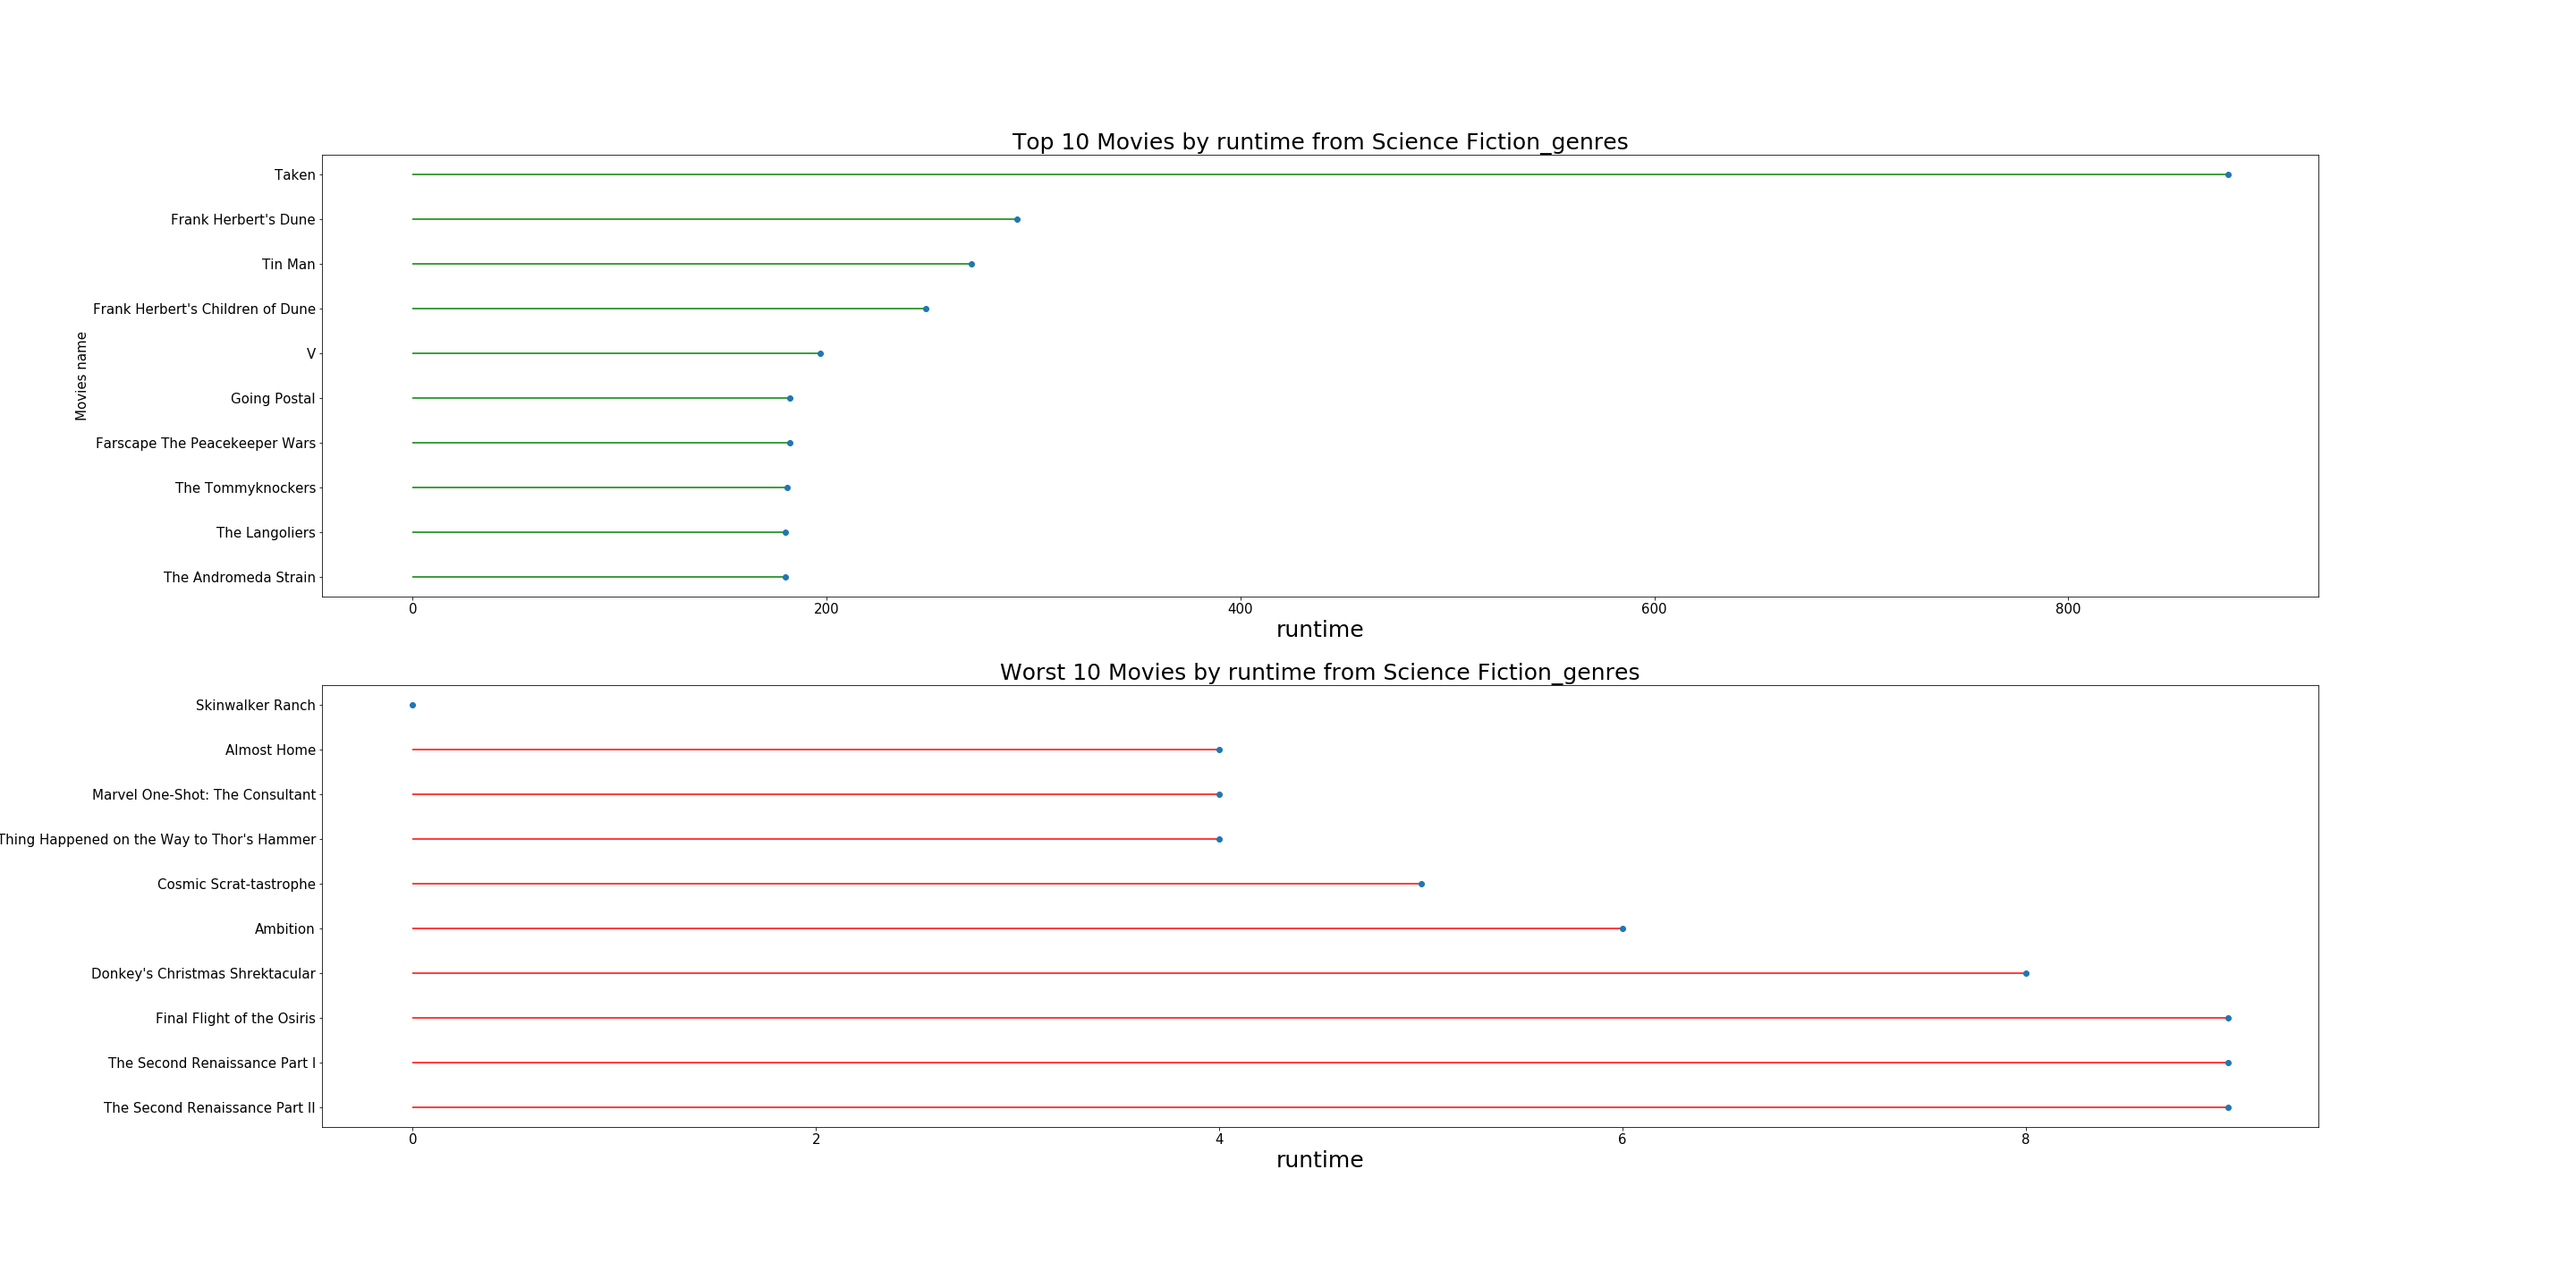 Top 10 Movies by runtime from Science Fiction_genres
Movies name
Taken
Frank Herbert's Dune
Tin Man
Frank Herbert's Children of Dune
V
Going Postal
Farscape The Peacekeeper Wars
The Tommyknockers
The Langoliers
The Andromeda Strain
0 200 400 600 800
runtime
Worst 10 Movies by runtime from Science Fiction_genres
Skinwalker Ranch
Almost Home
Marvel One-Shot: The Consultant
Thing Happened on the Way to Thor's Hammer
Cosmic Scrat-tastrophe
Ambition
Donkey's Christmas Shrektacular
Final Flight of the Osiris
The Second Renaissance Part I
The Second Renaissance Part II
0 2 4 6 8
runtime